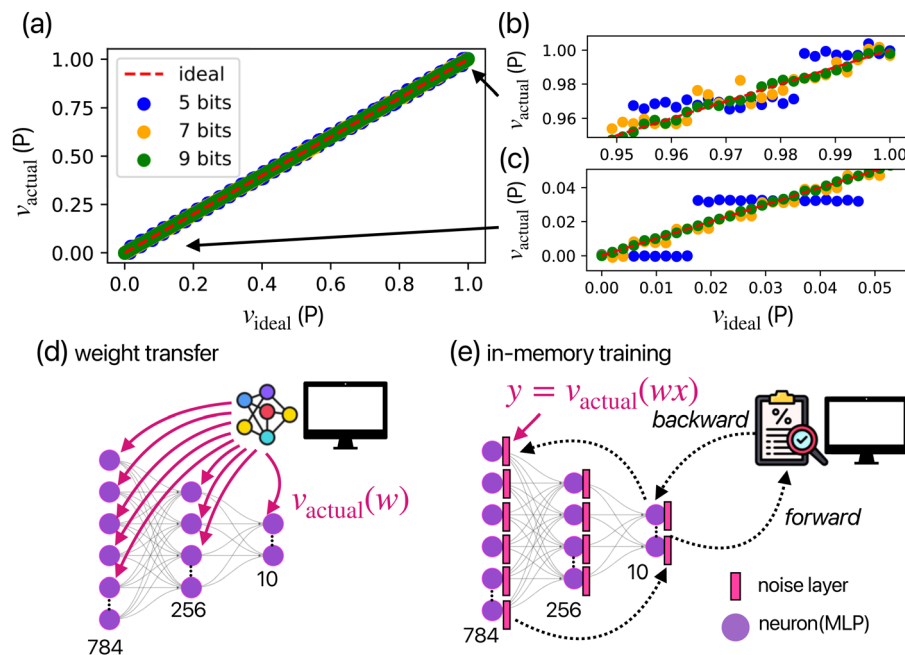 (a)
v_actual (P)
1.00
0.75
0.50
0.25
0.00
ideal
5 bits
7 bits
9 bits
0.0 0.2 0.4 0.6 0.8 1.0
v_ideal (P)
(b)
v_actual (P)
1.00
0.98
0.96
0.95 0.96 0.97 0.98 0.99 1.00
(c)
v_actual (P)
0.04
0.02
0.00
0.00 0.01 0.02 0.03 0.04 0.05
v_ideal (P)
(d) weight transfer
v_actual(w)
10
256
784
(e) in-memory training
y = v_actual(wx)
backward
%
forward
10
256
784
noise layer
neuron(MLP)